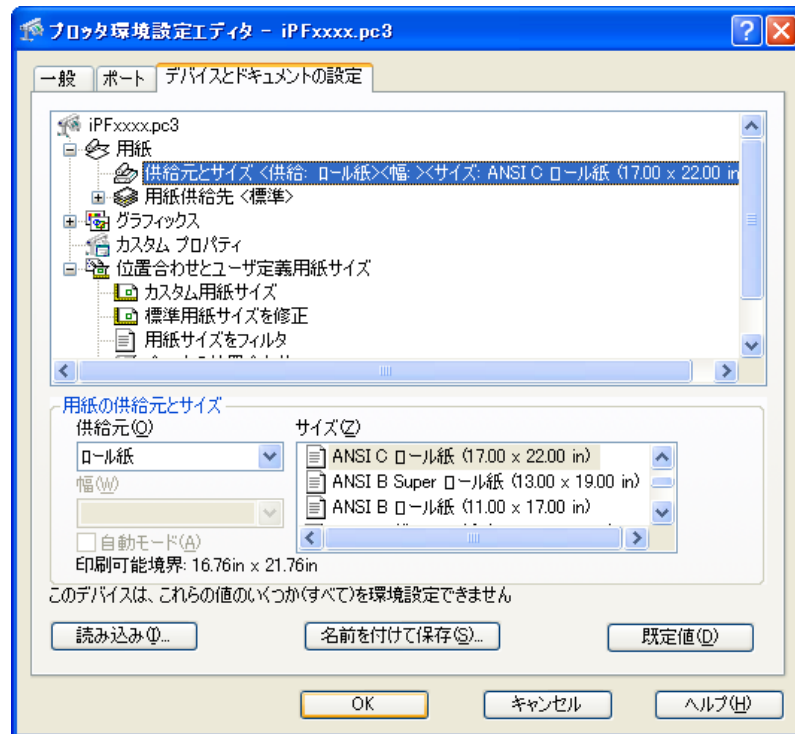 プロッタ環境設定エディタ - iPFxxxx.pc3
一般 ポート デバイスとドキュメントの設定
iPFxxxx.pc3
用紙
供給元とサイズ <供給: ロール紙><幅: ><サイズ: ANSI C ロール紙 (17.00 x 22.00 in
用紙供給先 <標準>
グラフィックス
カスタム プロパティ
位置合わせとユーザ定義用紙サイズ
カスタム用紙サイズ
標準用紙サイズを修正
用紙サイズをフィルタ
用紙の供給元とサイズ
供給元(O)
ロール紙
幅(W)
自動モード(A)
サイズ(Z)
ANSI C ロール紙 (17.00 x 22.00 in)
ANSI B Super ロール紙 (13.00 x 19.00 in)
ANSI B ロール紙 (11.00 x 17.00 in)
印刷可能境界: 16.76in x 21.76in
このデバイスは、これらの値のいくつか(すべて)を環境設定できません
読み込み(I)... 名前を付けて保存(S)... 既定値(D)
OK キャンセル ヘルプ(H)